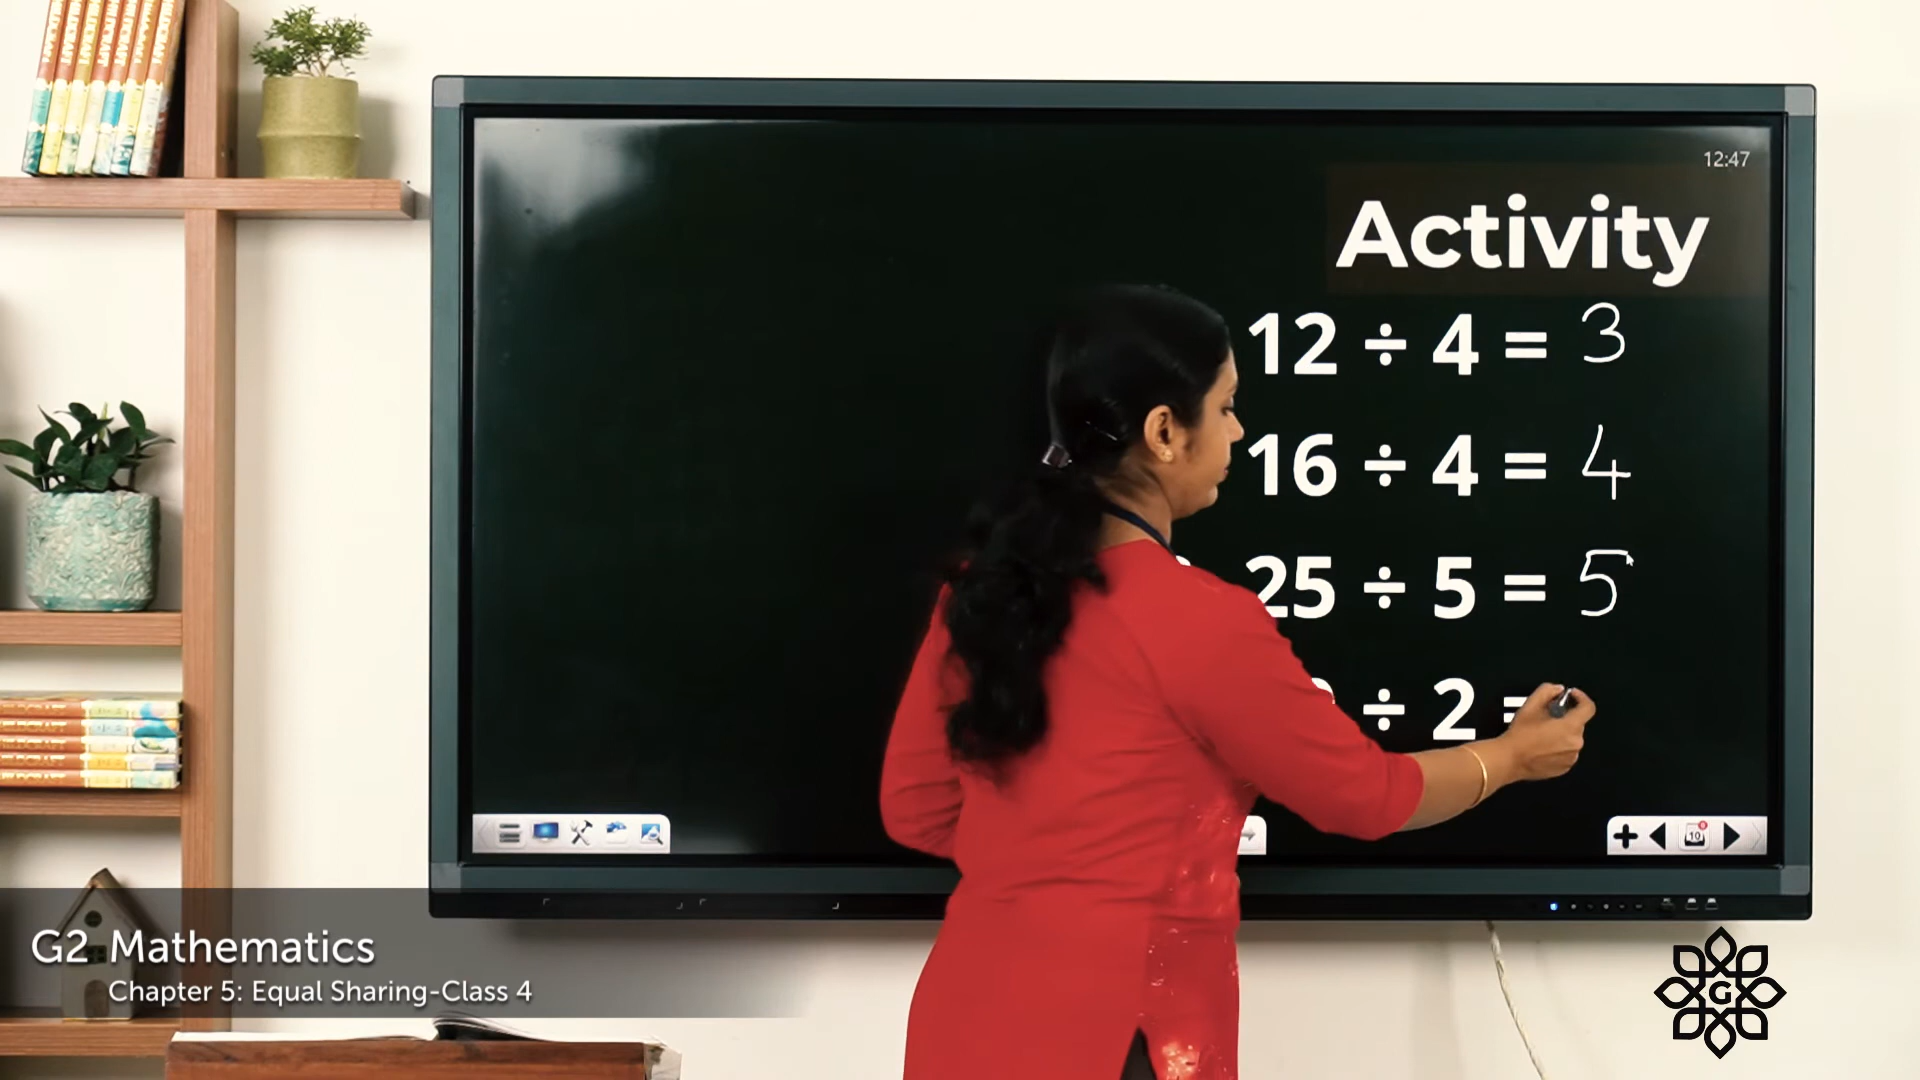 12:47
Activity
12 ÷ 4 = 3
16 ÷ 4 = 4
25 ÷ 5 = 5
÷ 2 =
10
G2 Mathematics
Chapter 5: Equal Sharing-Class 4
G